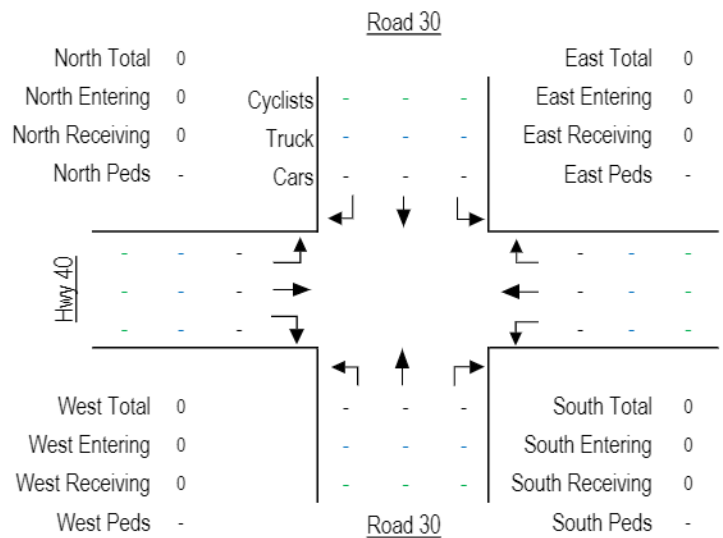 Road 30
North Total 0
North Entering 0
North Receiving 0
North Peds -
East Total 0
East Entering 0
East Receiving 0
East Peds -
Cyclists - - -
Truck - - -
Cars - - -
Hwy 40
- - -
- - -
- - -
- - -
- - -
- - -
West Total 0
West Entering 0
West Receiving 0
West Peds -
- - -
- - -
- - -
South Total 0
South Entering 0
South Receiving 0
South Peds -
Road 30